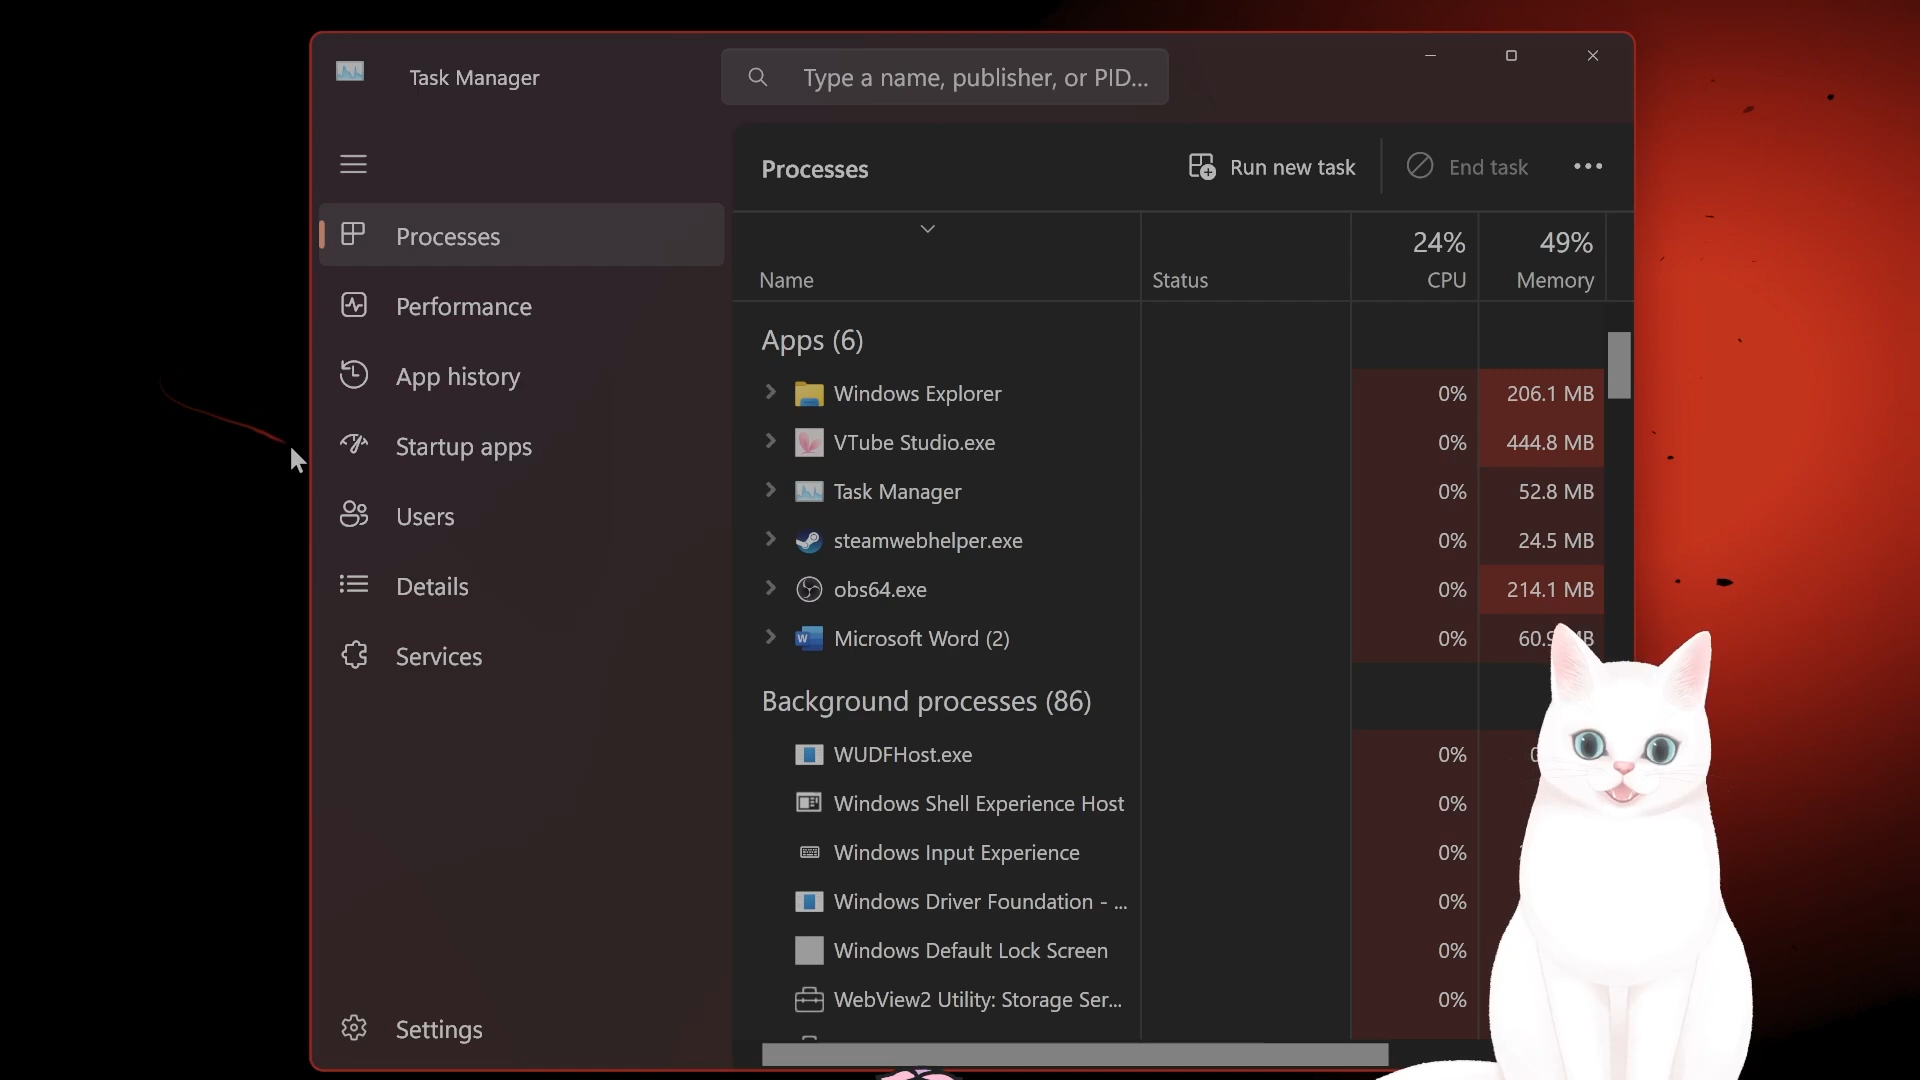 Task Manager
Type a name, publisher, or PID...
Processes
Run new task
End task
Processes
Performance
App history
Startup apps
Users
Details
Services
Settings
24%
49%
Name
Status
CPU
Memory
Apps (6)
Windows Explorer 0% 206.1 MB
VTube Studio.exe 0% 444.8 MB
Task Manager 0% 52.8 MB
steamwebhelper.exe 0% 24.5 MB
obs64.exe 0% 214.1 MB
Microsoft Word (2) 0%
Background processes (86)
WUDFHost.exe 0%
Windows Shell Experience Host 0%
Windows Input Experience 0%
Windows Driver Foundation - ... 0%
Windows Default Lock Screen 0%
WebView2 Utility: Storage Ser... 0%